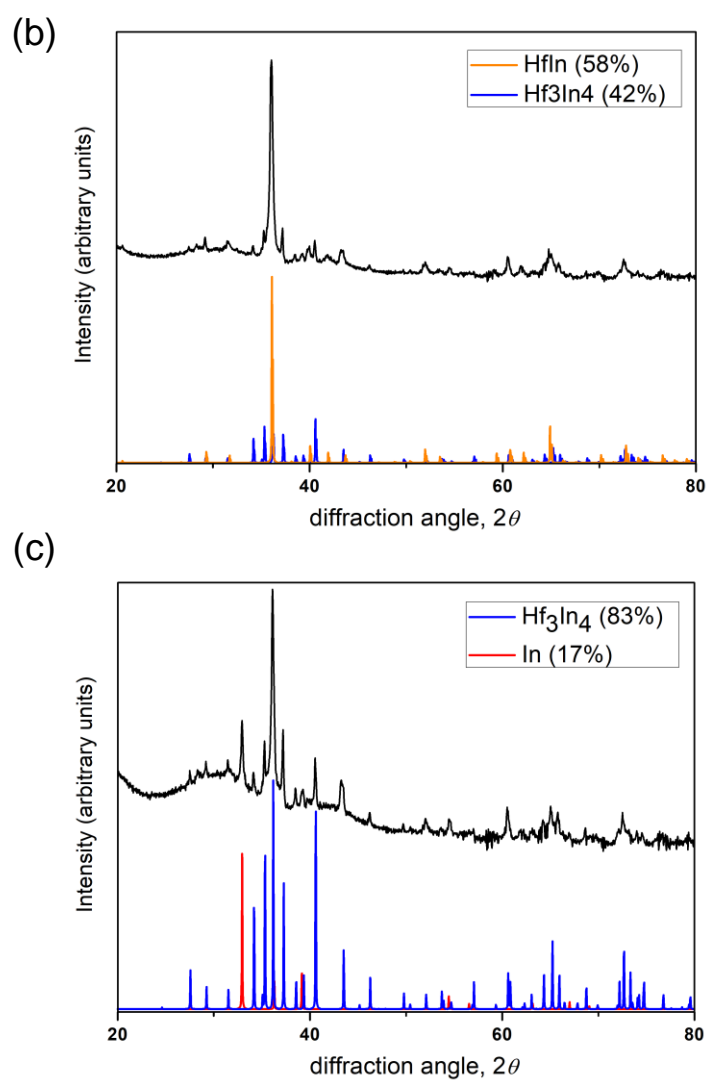 (b)
HfIn (58%)
Hf3In4 (42%)
Intensity (arbitrary units)
20
40
60
80
diffraction angle, 2θ
(c)
Hf3In4 (83%)
In (17%)
Intensity (arbitrary units)
20
40
60
80
diffraction angle, 2θ